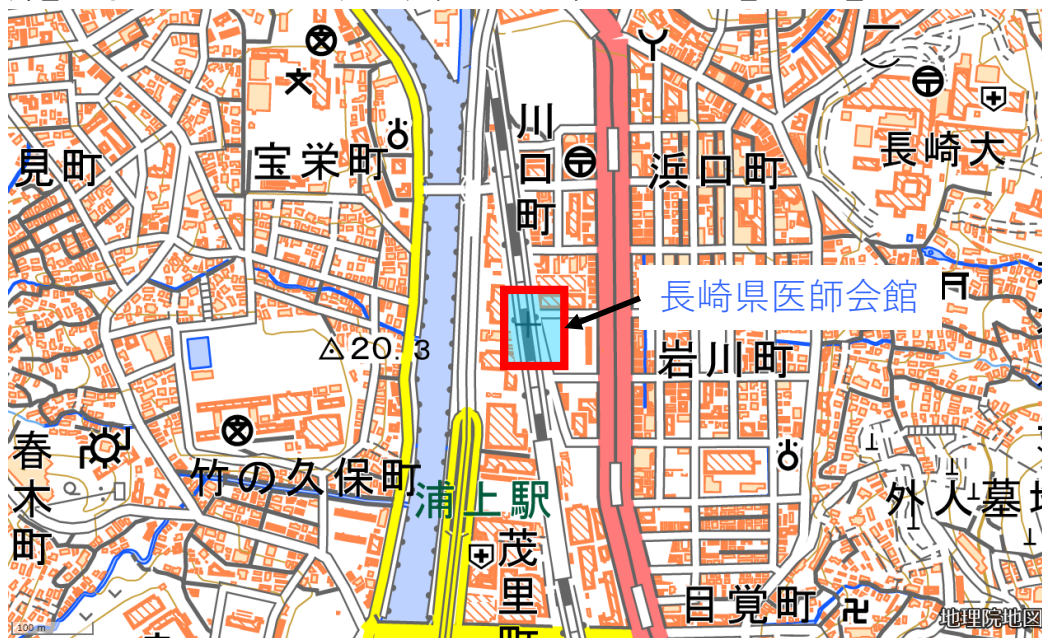 川口町
浜口町
長崎大
見町
宝栄町
長崎県医師会館
20.3
岩川町
春木町
竹の久保町
浦上駅
外人墓地
茂里町
目覚町
100 m
地理院地図